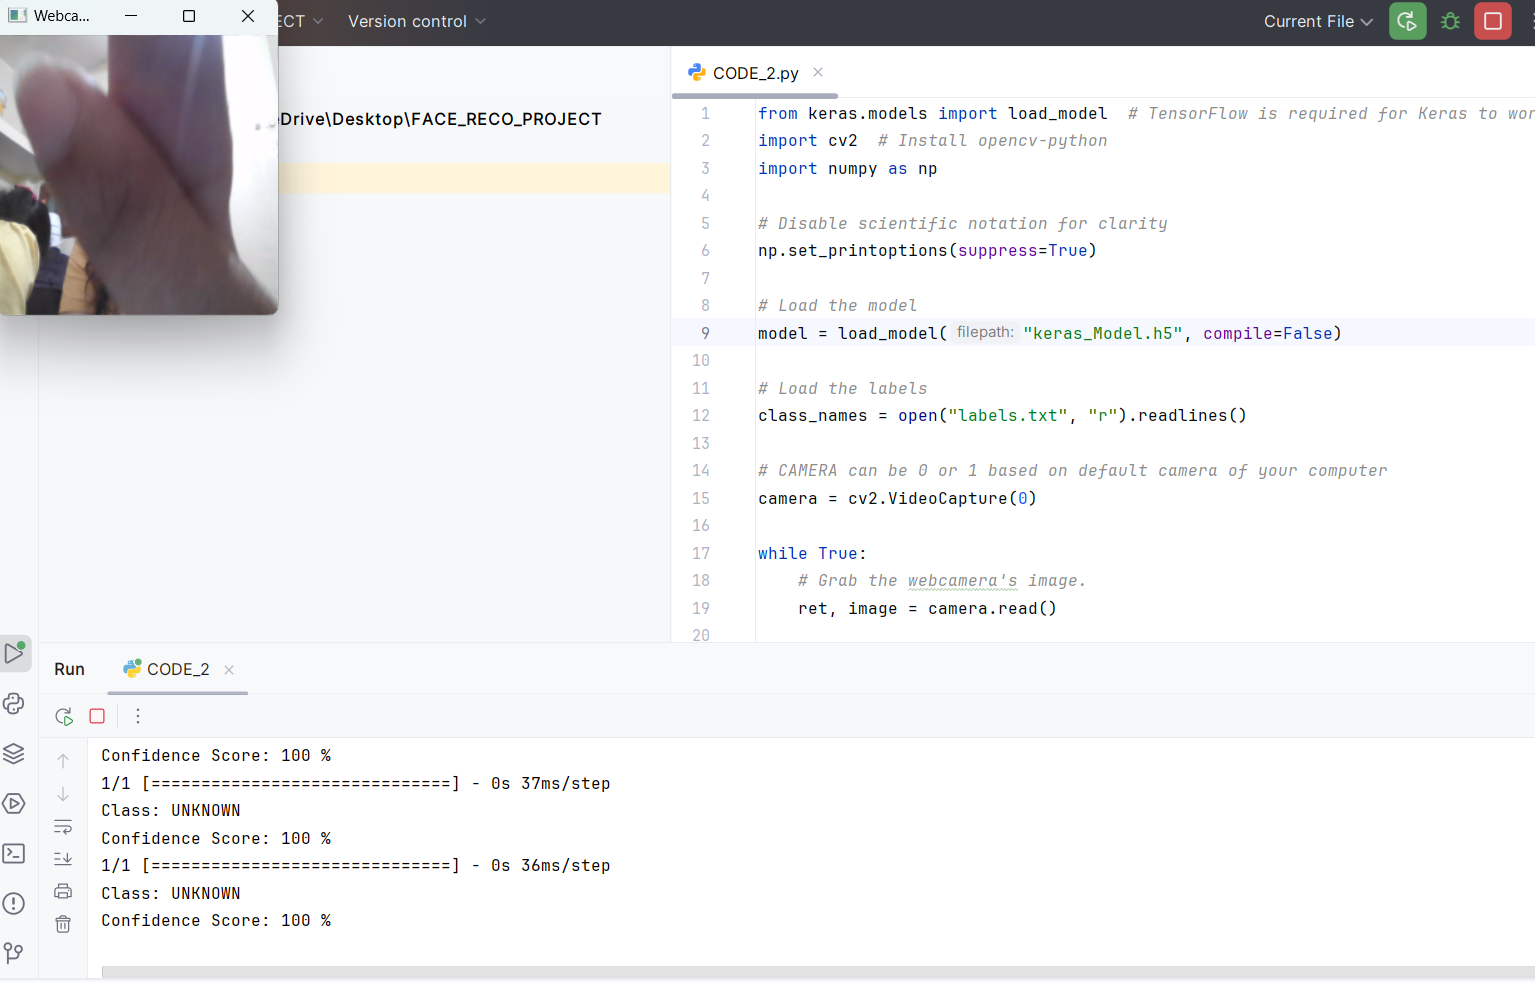 Webca...
ECT
Version control
Current File
eDrive\Desktop\FACE_RECO_PROJECT
CODE_2.py
1 from keras.models import load_model  # TensorFlow is required for Keras to wor
2 import cv2  # Install opencv-python
3 import numpy as np
4
5 # Disable scientific notation for clarity
6 np.set_printoptions(suppress=True)
7
8 # Load the model
9 model = load_model( filepath: "keras_Model.h5", compile=False)
10
11 # Load the labels
12 class_names = open("labels.txt", "r").readlines()
13
14 # CAMERA can be 0 or 1 based on default camera of your computer
15 camera = cv2.VideoCapture(0)
16
17 while True:
18     # Grab the webcamera's image.
19     ret, image = camera.read()
20
Run
CODE_2
Confidence Score: 100 %
1/1 [==============================] - 0s 37ms/step
Class: UNKNOWN
Confidence Score: 100 %
1/1 [==============================] - 0s 36ms/step
Class: UNKNOWN
Confidence Score: 100 %